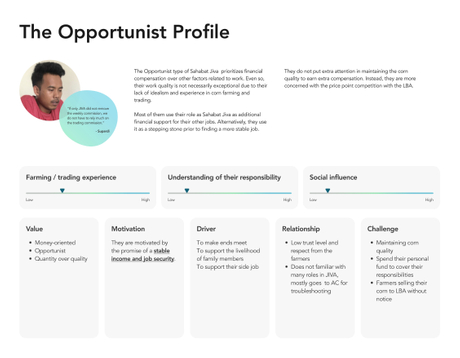 The Opportunist Profile
The Opportunist type of Sahabat Jiva prioritizes financial
compensation over other factors related to work. Even so,
their work quality is not necessarily exceptional due to their
lack of idealism and experience in corn farming and
trading.
Most of them use their role as Sahabat Jiva as additional
financial support for their other jobs. Alternatively, they use
it as a stepping stone prior to finding a more stable job.
They do not put extra attention in maintaining the corn
quality to earn extra compensation. Instead, they are more
concerned with the price point competition with the LBA.
the weekly commission, we
do not have to rely much on
the trading commission."
Farming / trading experience
Low
High
Understanding of their responsibility
Low
High
Social influence
Low
High
Value
• Money-oriented
• Opportunist
• Quantity over quality
Motivation
They are motivated by
the promise of a stable
income and job security.
Driver
To make ends meet
To support the livelihood
of family members
To support their side job
Relationship
• Low trust level and
respect from the
farmers
• Does not familiar with
many roles in JIVA,
mostly goes to AC for
troubleshooting
Challenge
• Maintaining corn
quality
• Spend their personal
fund to cover their
responsibilities
• Farmers selling their
corn to LBA without
notice